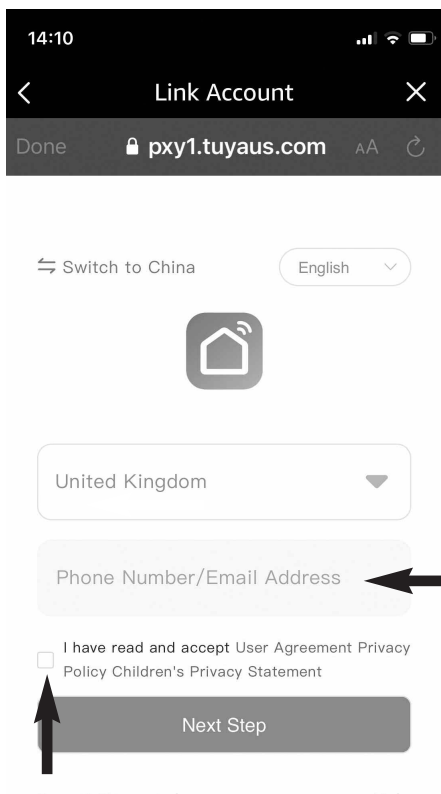 14:10
Link Account
Done pxy1.tuyaus.com AA
Switch to China English
United Kingdom
Phone Number/Email Address
I have read and accept User Agreement Privacy
Policy Children's Privacy Statement
Next Step